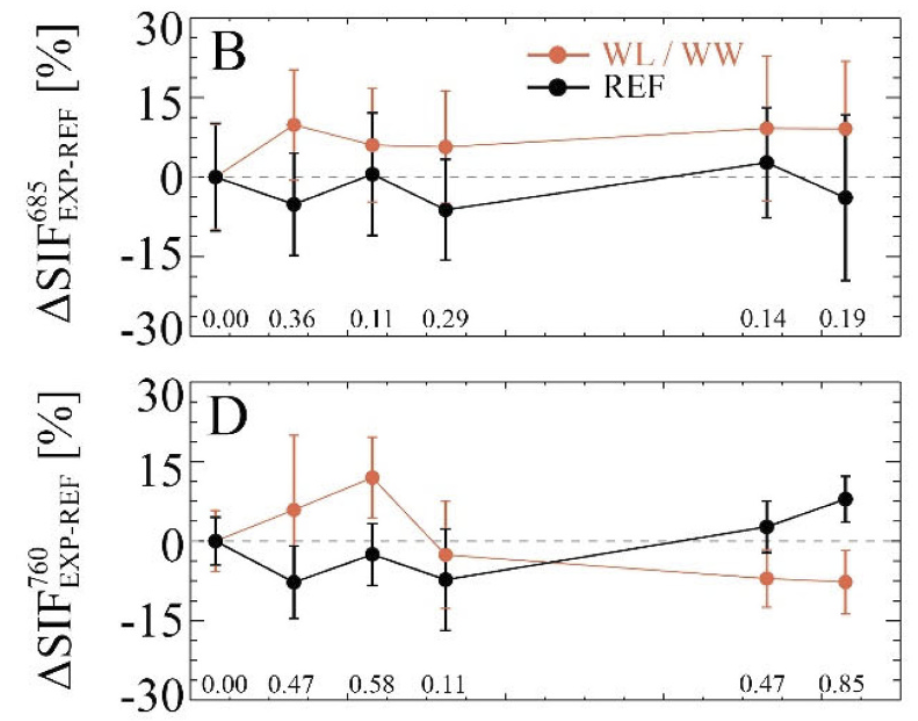 ΔSIF⁶⁸⁵EXP-REF [%]
30
15
0
-15
-30
B
WL / WW
REF
0.00 0.36 0.11 0.29 0.14 0.19
ΔSIF⁷⁶⁰EXP-REF [%]
30
15
0
-15
-30
D
0.00 0.47 0.58 0.11 0.47 0.85